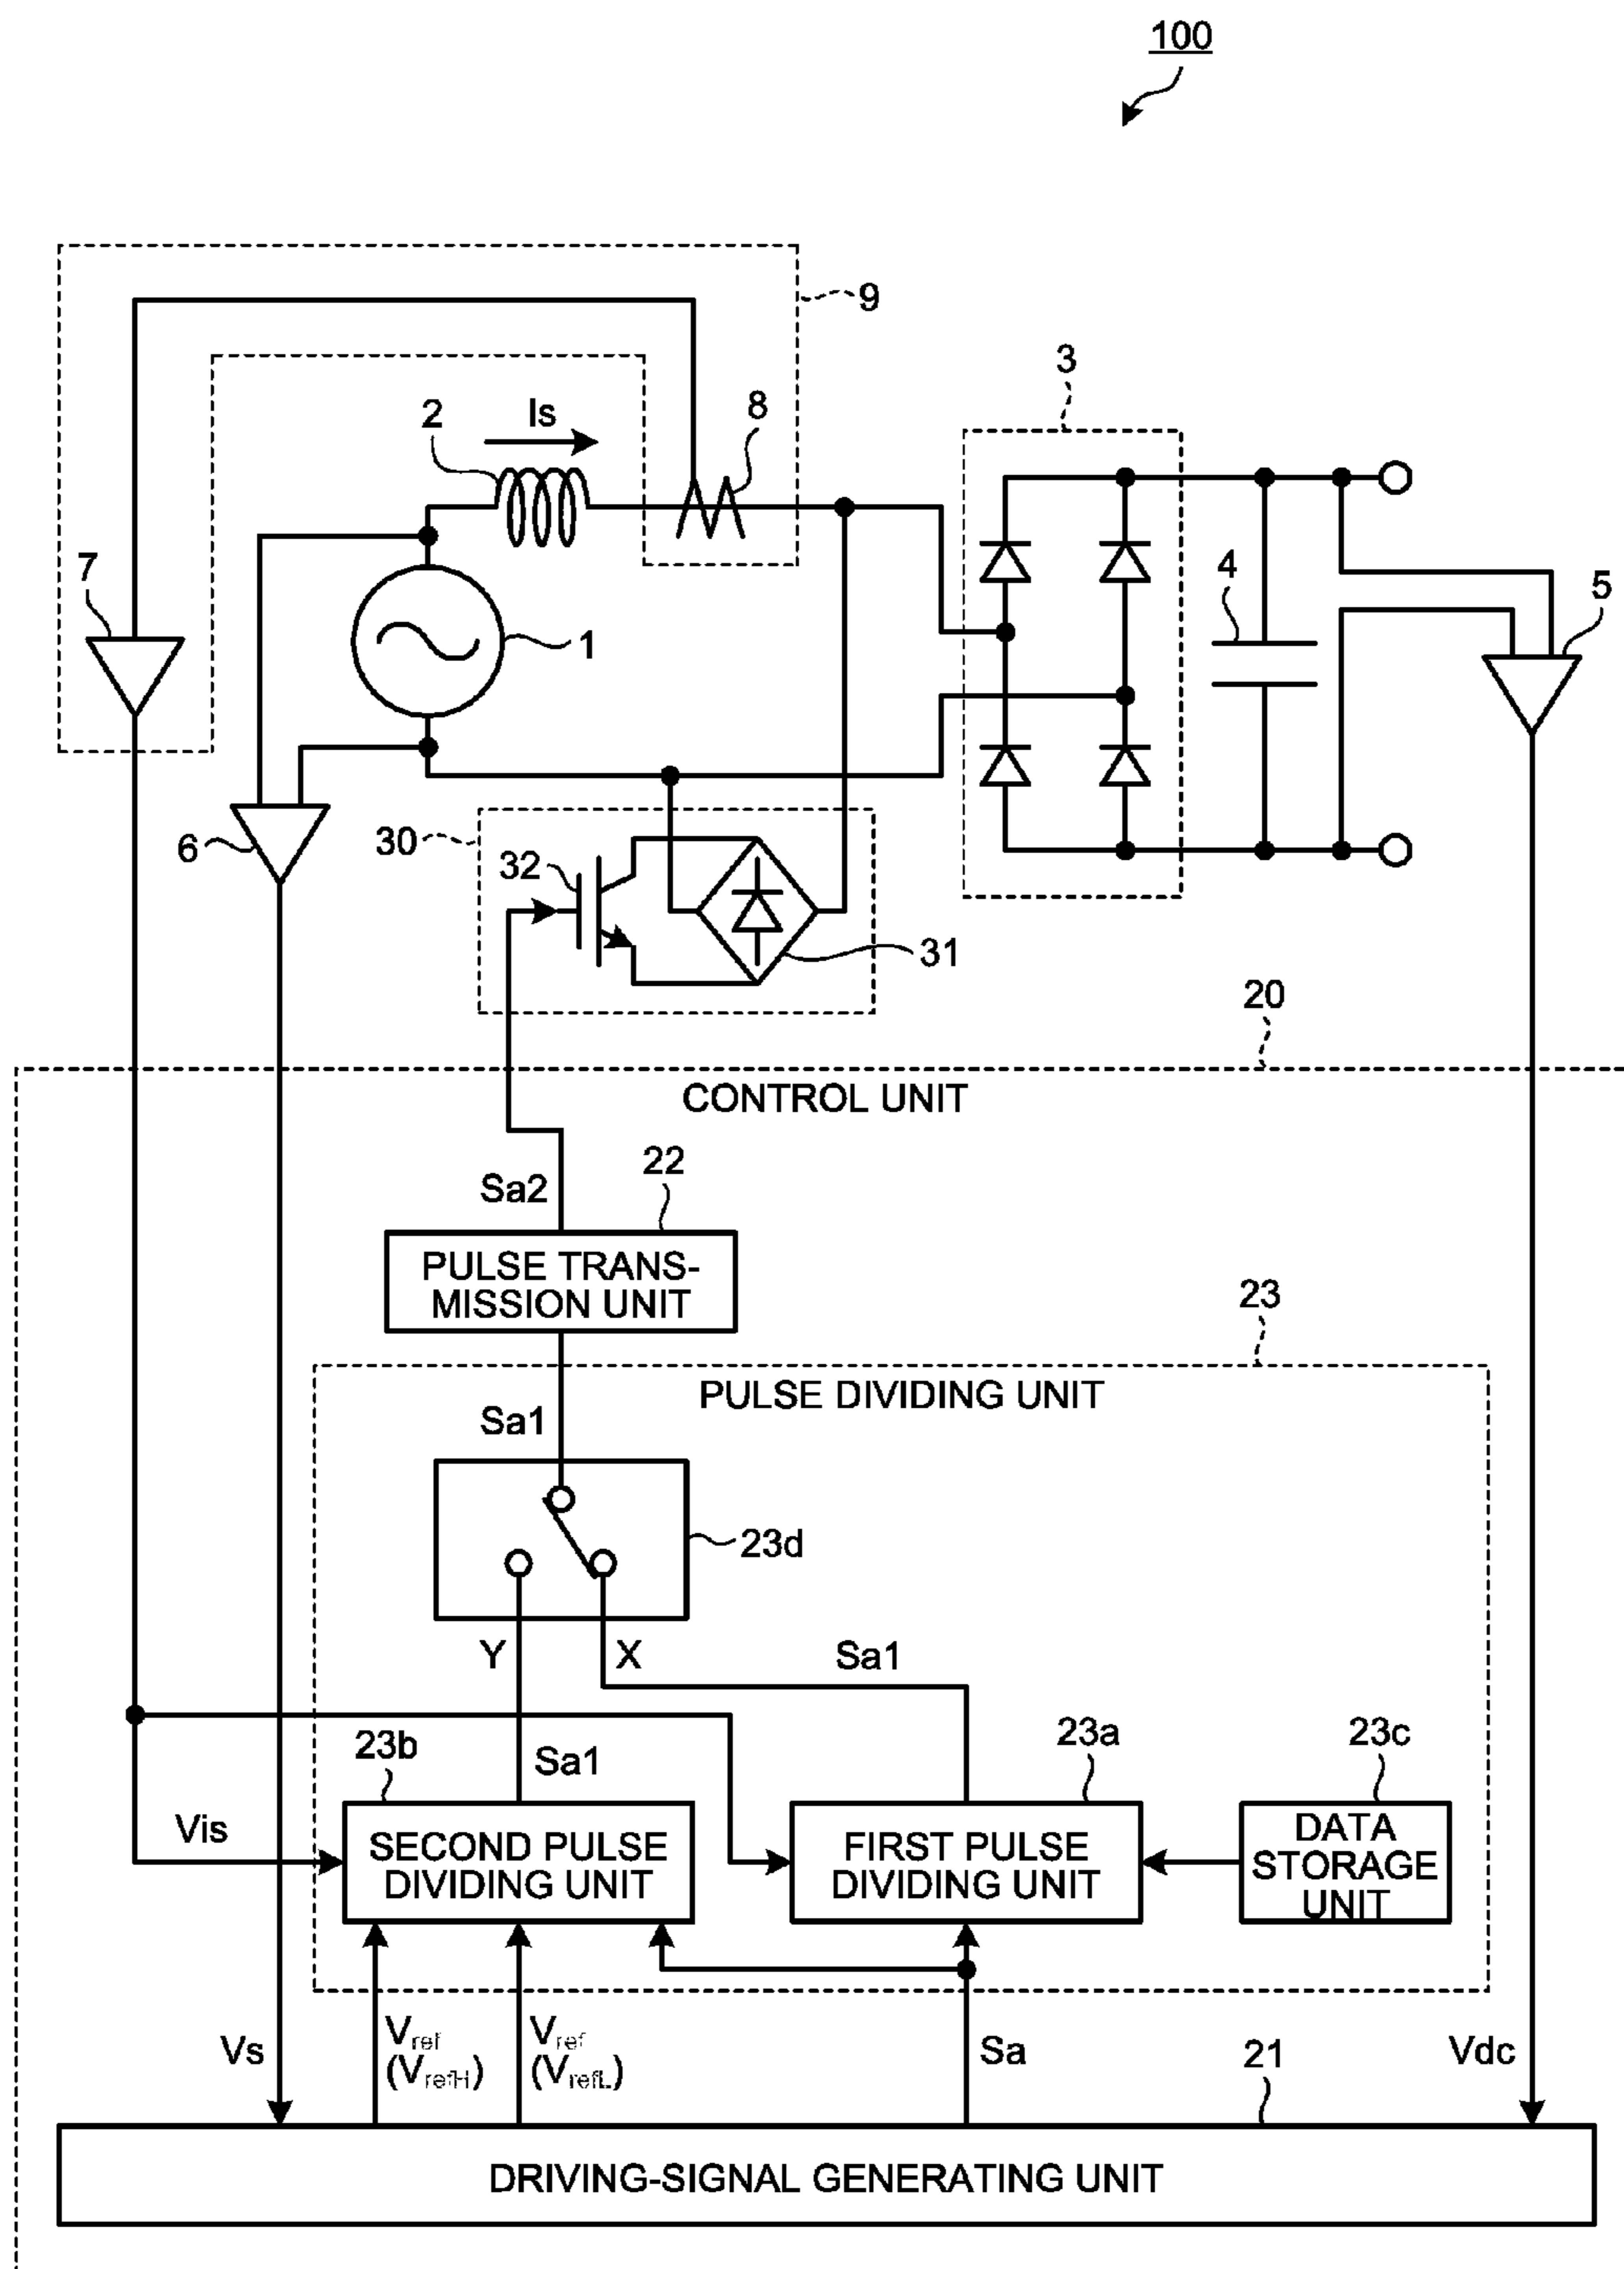 100
9
3
2
Is
8
4
5
7
1
6
30
32
31
20
CONTROL UNIT
22
Sa2
PULSE TRANS-
MISSION UNIT
23
PULSE DIVIDING UNIT
Sa1
23d
Y
X
Sa1
23b
Sa1
23a
23c
Vis
SECOND PULSE
DIVIDING UNIT
FIRST PULSE
DIVIDING UNIT
DATA
STORAGE
UNIT
Vs
Vref
(VrefH)
Vref
(VrefL)
Sa
21
Vdc
DRIVING-SIGNAL GENERATING UNIT